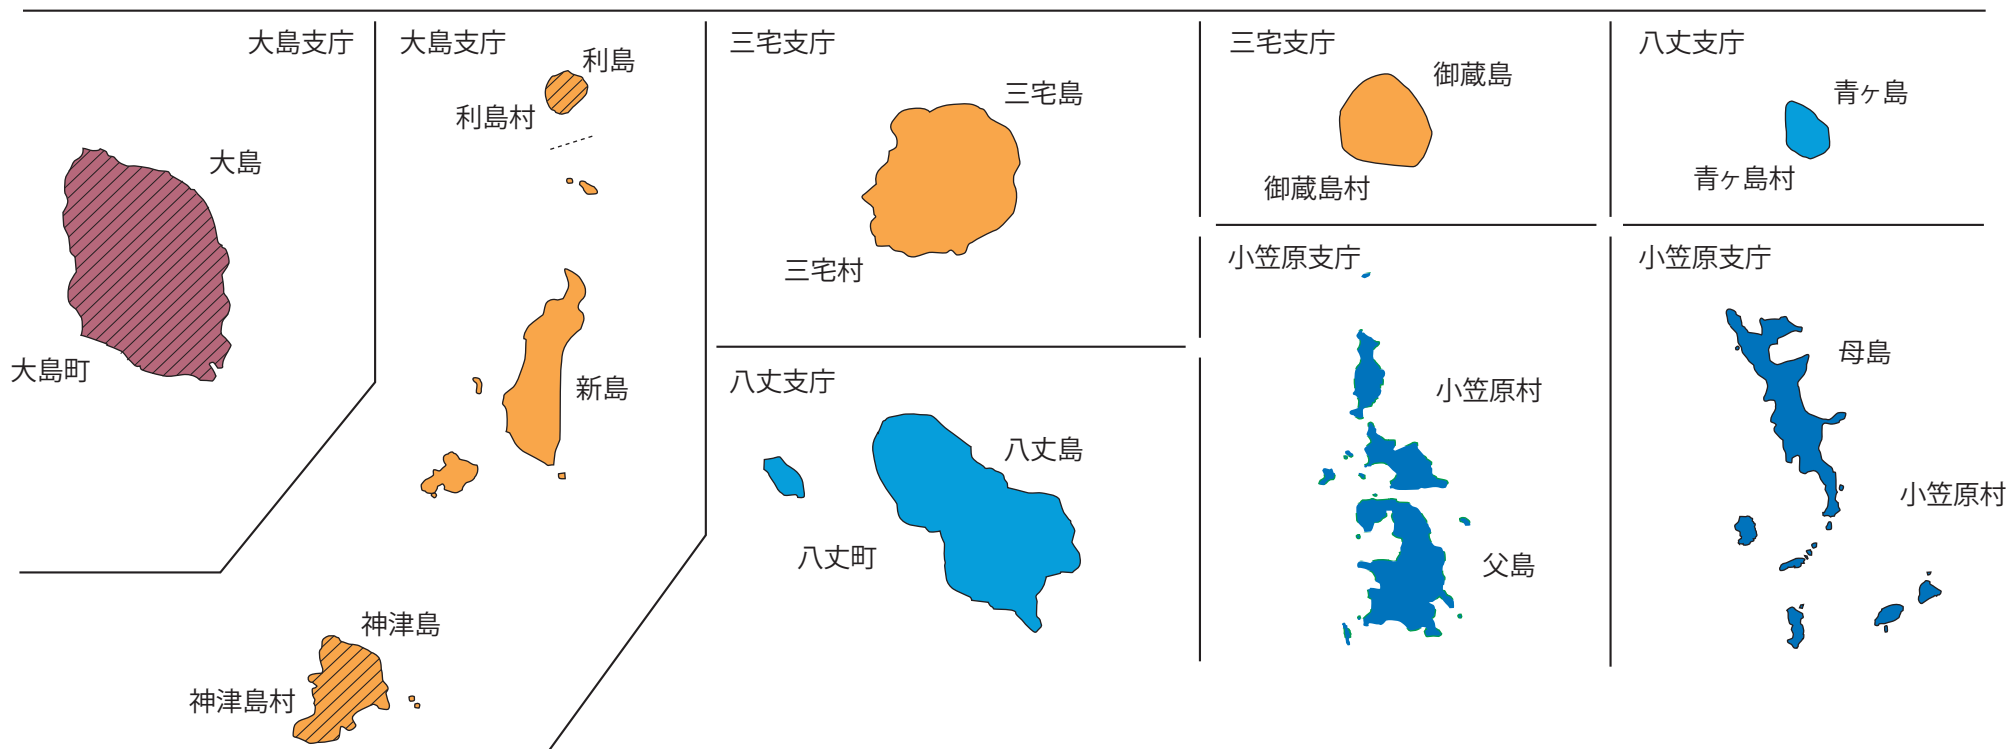 大島支庁
大島
大島町
大島支庁
利島
利島村
新島
神津島
神津島村
三宅支庁
三宅島
三宅村
八丈支庁
八丈島
八丈町
三宅支庁
御蔵島
御蔵島村
八丈支庁
青ヶ島
青ヶ島村
小笠原支庁
小笠原村
父島
小笠原支庁
母島
小笠原村